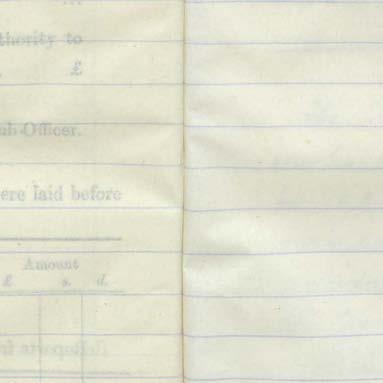 thority to
£
ub-Officer.
ere laid before
Amount
£ s. d.